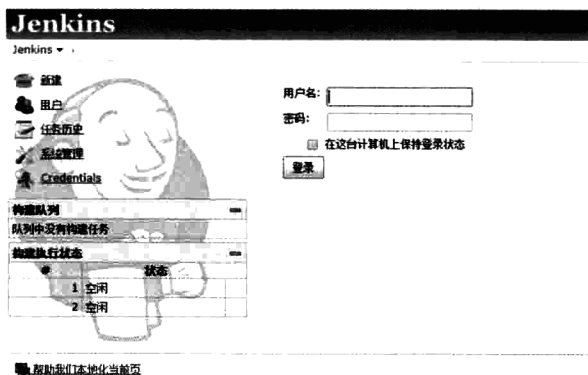 Jenkins
Jenkins
新建
用户
任务历史
系统管理
Credentials
构建队列
队列中没有构建任务
构建执行状态
# 状态
1 空闲
2 空闲
用户名:
密码:
在这台计算机上保持登录状态
登录
帮助我们本地化当前页